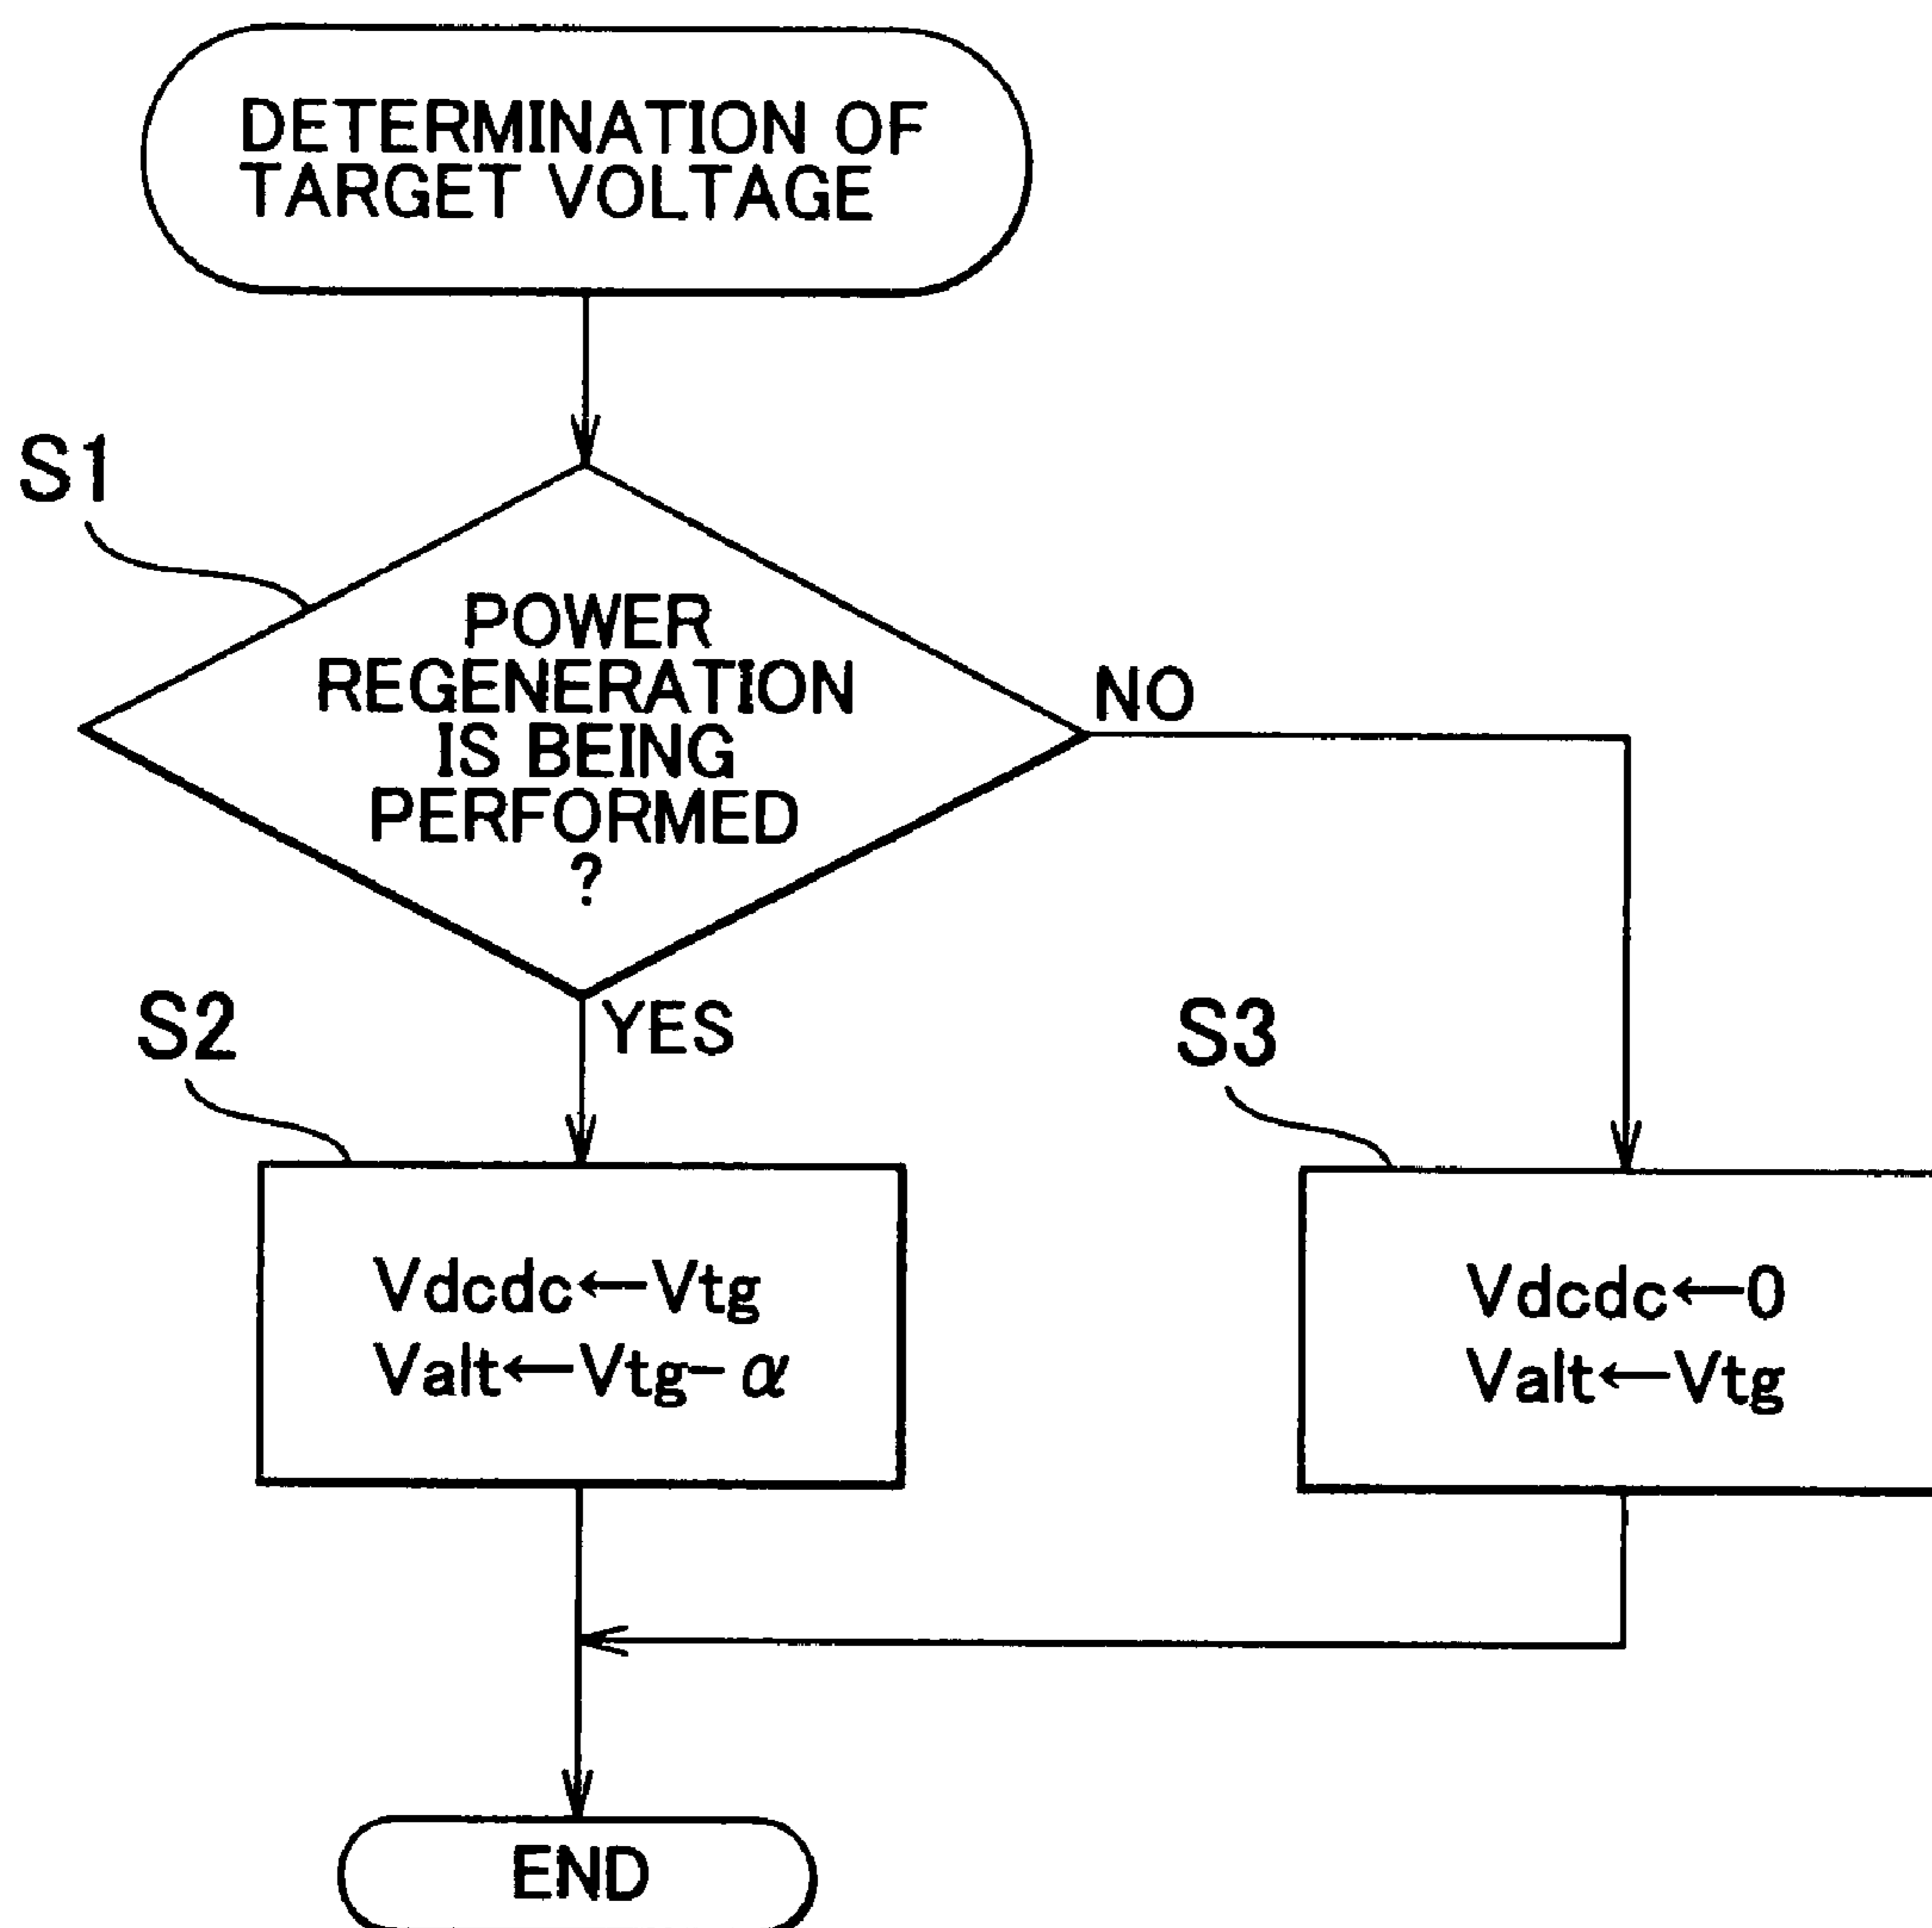 DETERMINATION OF
TARGET VOLTAGE
S1
POWER
REGENERATION
IS BEING
PERFORMED
?
NO
YES
S2
Vdcdc←Vtg
Valt←Vtg-α
S3
Vdcdc←0
Valt←Vtg
END